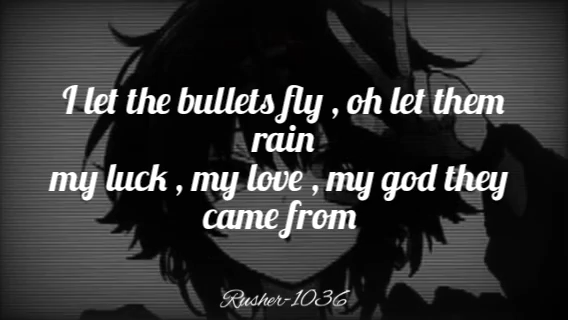 I let the bullets fly , oh let them
rain
my luck , my love , my god they
came from
Rusher-1036